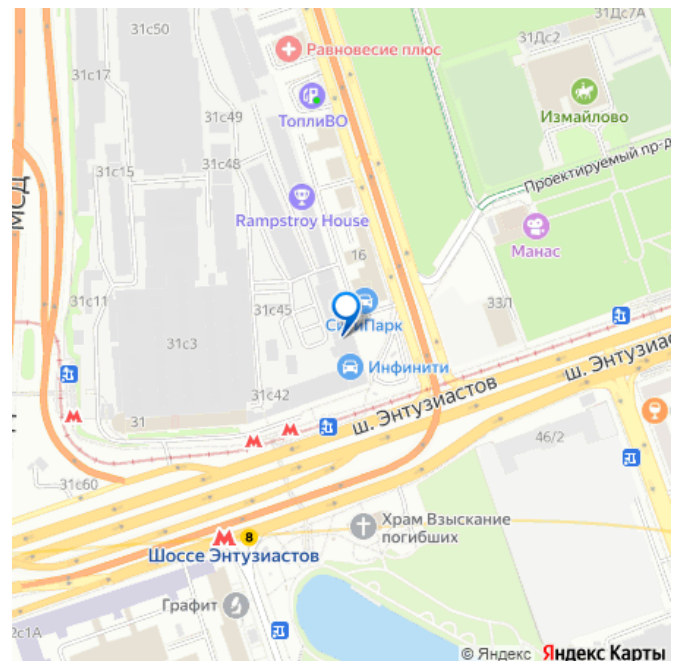 31с50
31Дс2
31Дс7А
Равновесие плюс
31с17
ТоплиВО
31с49
Измайлово
31с15
31с48
Проектируемый пр-д
МСД
Rampstroy House
Манас
16
31с11
31с45
33Л
СитиПарк
31с3
Инфинити
ш. Энтузиас
31с42
ш. Энтузиастов
31
46/2
31с60
Храм Взыскание
погибших
8
Шоссе Энтузиастов
Графит
2с1А
© Яндекс Яндекс Карты